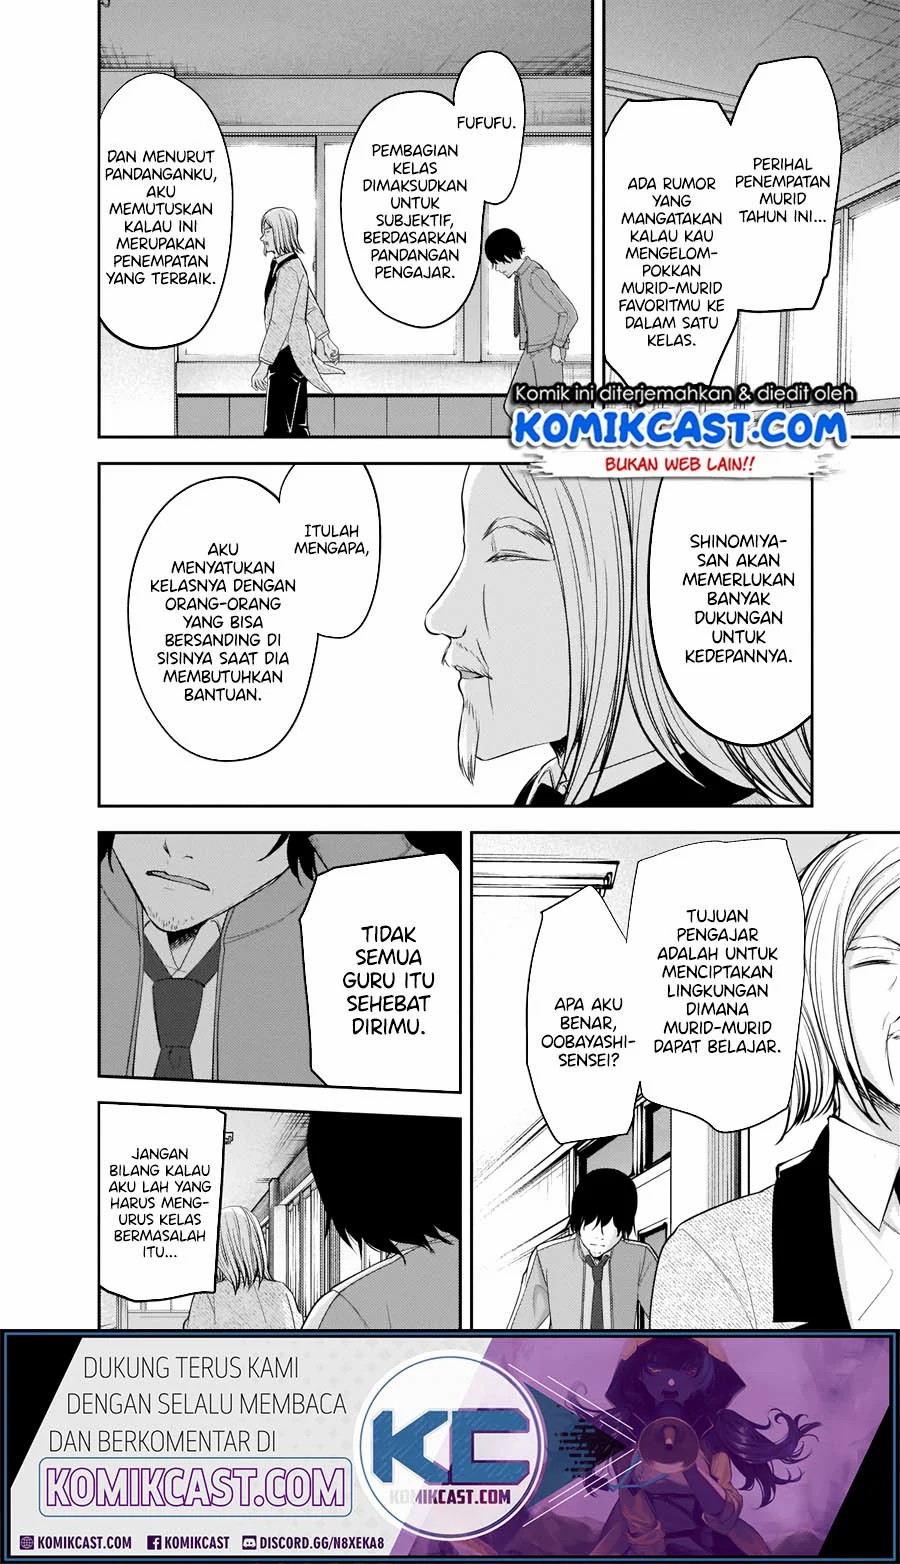 PERIHAL
PENEMPATAN
MURID
TAHUN INI...
ADA RUMOR
YANG
MENGATAKAN
KALAU KAU
MENGELOM-
POKKAN
MURID-MURID
FAVORITMU KE
DALAM SATU
KELAS.
FUFUFU.
PEMBAGIAN
KELAS
DIMAKSUDKAN
UNTUK
SUBJEKTIF,
BERDASARKAN
PANDANGAN
PENGAJAR.
DAN MENURUT
PANDANGANKU,
AKU
MEMUTUSKAN
KALAU INI
MERUPAKAN
PENEMPATAN
YANG TERBAIK.
Komik ini diterjemahkan & diedit oleh
KOMIKCAST.COM
BUKAN WEB LAIN!!
SHINOMIYA-
SAN AKAN
MEMERLUKAN
BANYAK
DUKUNGAN
UNTUK
KEDEPANNYA.
ITULAH
MENGAPA,
AKU
MENYATUKAN
KELASNYA DENGAN
ORANG-ORANG
YANG BISA
BERSANDING DI
SISINYA SAAT DIA
MEMBUTUHKAN
BANTUAN.
TUJUAN
PENGAJAR
ADALAH UNTUK
MENCIPTAKAN
LINGKUNGAN
DIMANA
MURID-MURID
DAPAT BELAJAR.
APA AKU
BENAR,
OOBAYASHI-
SENSEI?
TIDAK
SEMUA
GURU ITU
SEHEBAT
DIRIMU.
JANGAN
BILANG KALAU
AKU LAH YANG
HARUS MENG-
URUS KELAS
BERMASALAH
ITU...
DUKUNG TERUS KAMI
DENGAN SELALU MEMBACA
DAN BERKOMENTAR DI
KOMIKCAST.COM
KC
KOMIKCAST.COM
KOMIKCAST.COM KOMIKCAST.COM DISCORD.GG/N8XEKA8